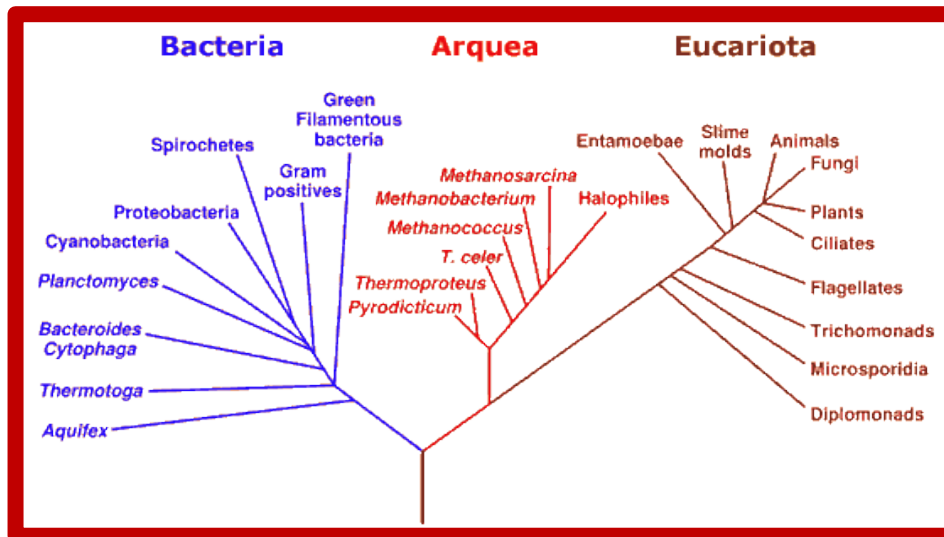 Bacteria
Arquea
Eucariota
Green
Filamentous
bacteria
Spirochetes
Gram
positives
Proteobacteria
Cyanobacteria
Planctomyces
Bacteroides
Cytophaga
Thermotoga
Aquifex
Methanosarcina
Methanobacterium
Halophiles
Methanococcus
T. celer
Thermoproteus
Pyrodicticum
Entamoebae
Slime
molds
Animals
Fungi
Plants
Ciliates
Flagellates
Trichomonads
Microsporidia
Diplomonads